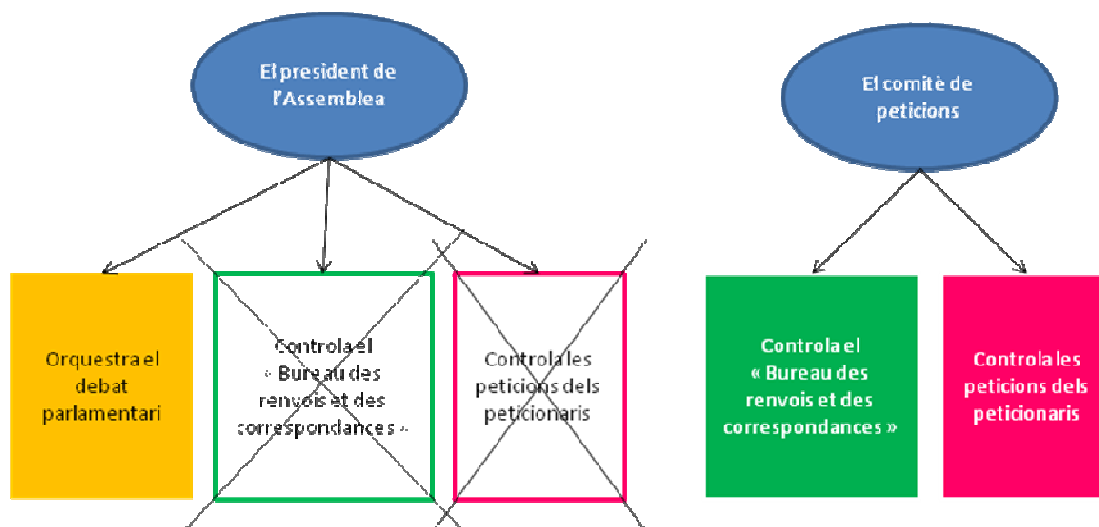 El president de
l'Assemblea
El comitè de
peticions
Orquestra el
debat
parlamentari
Controla el
« Bureau des
renvois et des
correspondances »
Controla les
peticions dels
peticionaris
Controla el
« Bureau des
renvois et des
correspondances »
Controla les
peticions dels
peticionaris